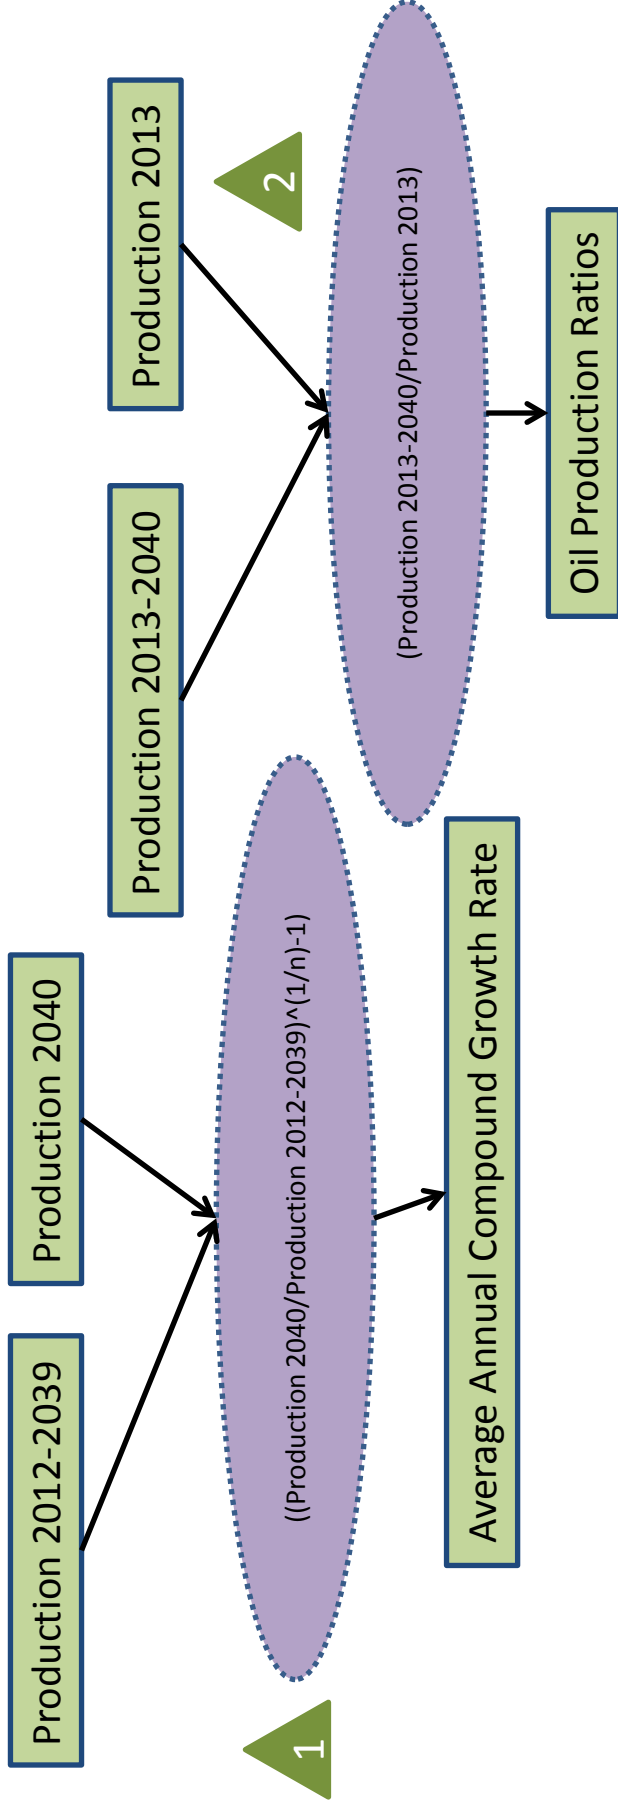 1
Production 2012-2039
Production 2040
((Production 2040/Production 2012-2039)^(1/n)-1)
Average Annual Compound Growth Rate
2
Production 2013-2040
Production 2013
(Production 2013-2040/Production 2013)
Oil Production Ratios